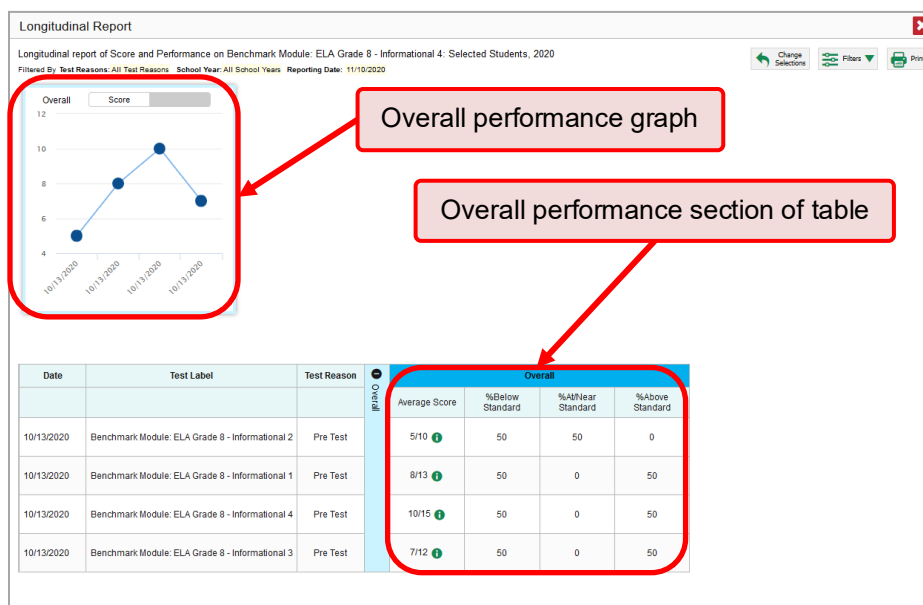 Longitudinal Report
Longitudinal report of Score and Performance on Benchmark Module: ELA Grade 8 - Informational 4: Selected Students, 2020
Filtered By Test Reasons: All Test Reasons School Year: All School Years Reporting Date: 11/10/2020
Change Selections
Filters
Print
Overall Score
12
10
8
6
4
10/13/2020 10/13/2020 10/13/2020 10/13/2020
Overall performance graph
Overall performance section of table
Date Test Label Test Reason Overall Overall
Average Score %Below Standard %At/Near Standard %Above Standard
10/13/2020 Benchmark Module: ELA Grade 8 - Informational 2 Pre Test 5/10 50 50 0
10/13/2020 Benchmark Module: ELA Grade 8 - Informational 1 Pre Test 8/13 50 0 50
10/13/2020 Benchmark Module: ELA Grade 8 - Informational 4 Pre Test 10/15 50 0 50
10/13/2020 Benchmark Module: ELA Grade 8 - Informational 3 Pre Test 7/12 50 0 50